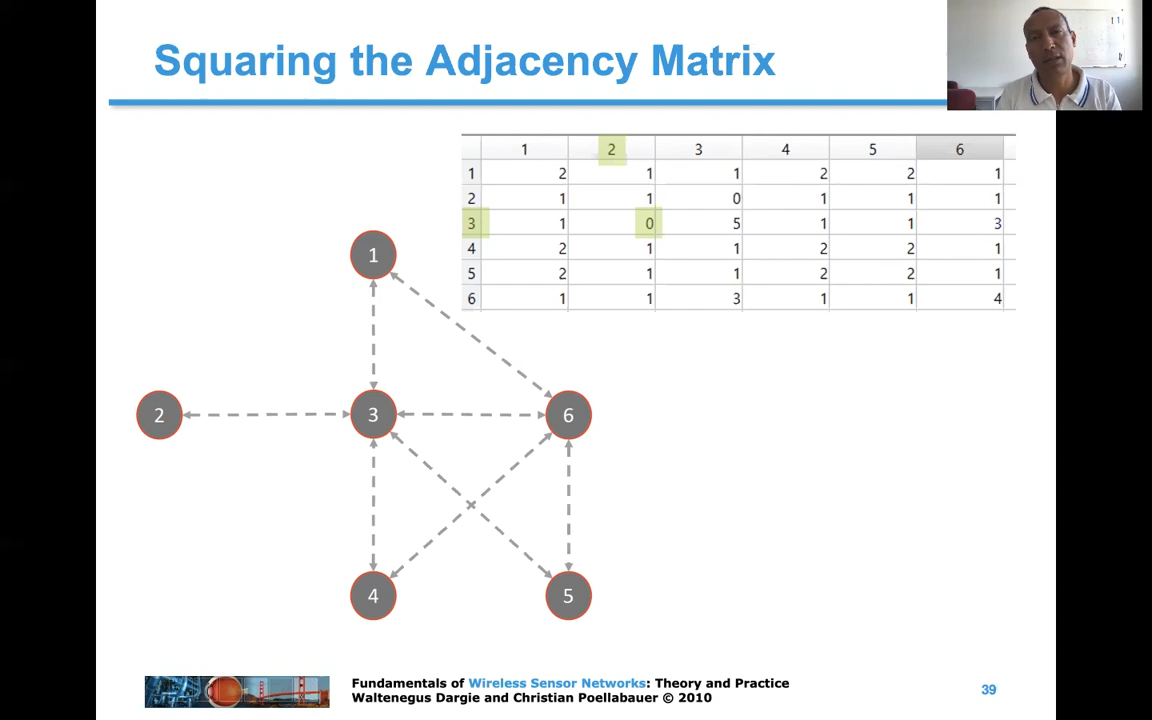 Squaring the Adjacency Matrix
1 2 3 4 5 6
1 2 1 1 2 2 1
2 1 1 0 1 1 1
3 1 0 5 1 1 3
4 2 1 1 2 2 1
5 2 1 1 2 2 1
6 1 1 3 1 1 4
1
2 3 6
4 5
Fundamentals of Wireless Sensor Networks: Theory and Practice
Waltenegus Dargie and Christian Poellabauer © 2010
39